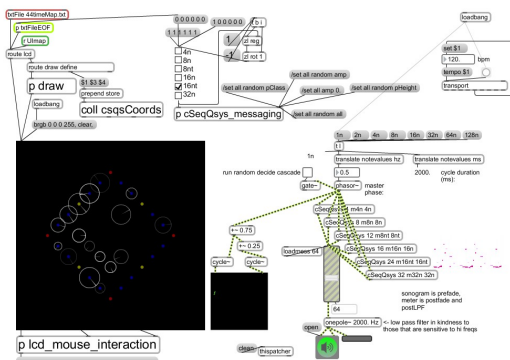 txtFile 44timeMap.txt
p txtFileEOF
r UImap
route lcd
route draw define
$1 $3 $4
p draw
prepend store
loadbang
coll csqsCoords
brgb 0 0 0 255, clear,
0 0 0 0 0 0
1 0 0 0 0 0
b i
1 1 1 1 1 1
1
zl reg
-1
zl rot 1
4n
8n
8nt
16n
16nt
32n
/set all random amp
/set all random pClass
/set all amp 0.
/set all random pHeight
p cSeqQsys_messaging
/set all random all
loadbang
set $1
120.
bpm
tempo $1
transport
1n
2n
4n
8n
16n
32n
64n
128n
t l
1n
translate notevalues hz
translate notevalues ms
run random decide cascade
0.5
2000.
cycle duration
(ms):
gate~
phasor~
master
phase:
cSeqQsys 4 m4n 4n
cSeqQsys 8 m8n 8nt
cSeqQsys 12 m8nt 8nt
cSeqQsys 16 m16n 16n
cSeqQsys 24 m16nt 16nt
cSeqQsys 32 m32n 32n
+~ 0.75
+~ 0.25
cycle~
cycle~
loadmess 64
64
sonogram is prefade,
meter is postfade and
postLPF
onepole~ 2000. Hz
<- low pass filter in kindness to
those that are sensitive to hi freqs
open
p lcd_mouse_interaction
clean
thispatcher